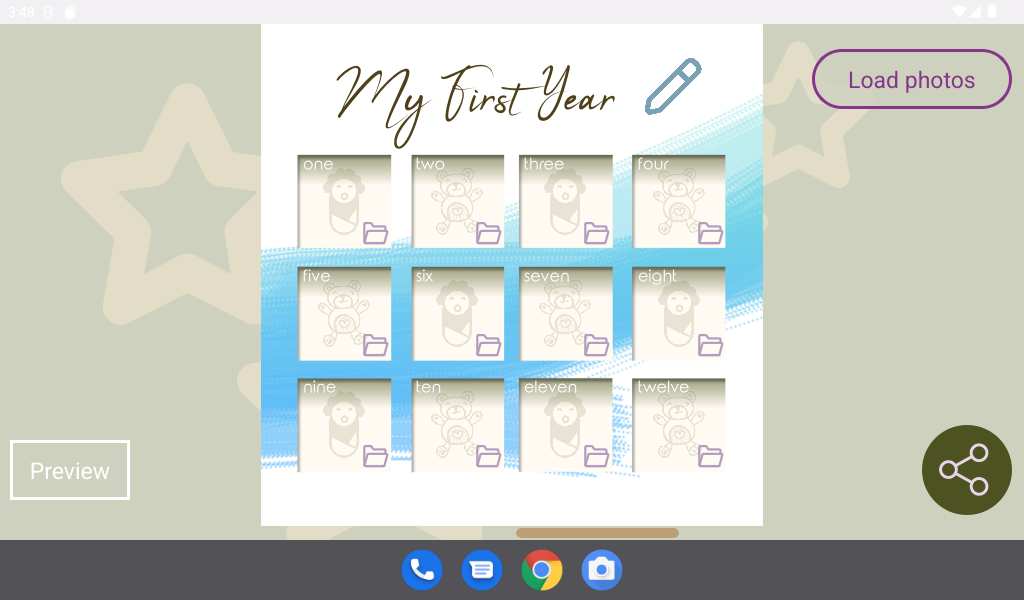 3:48
My First Year
Load photos
one two three four
five six seven eight
nine ten eleven twelve
Preview